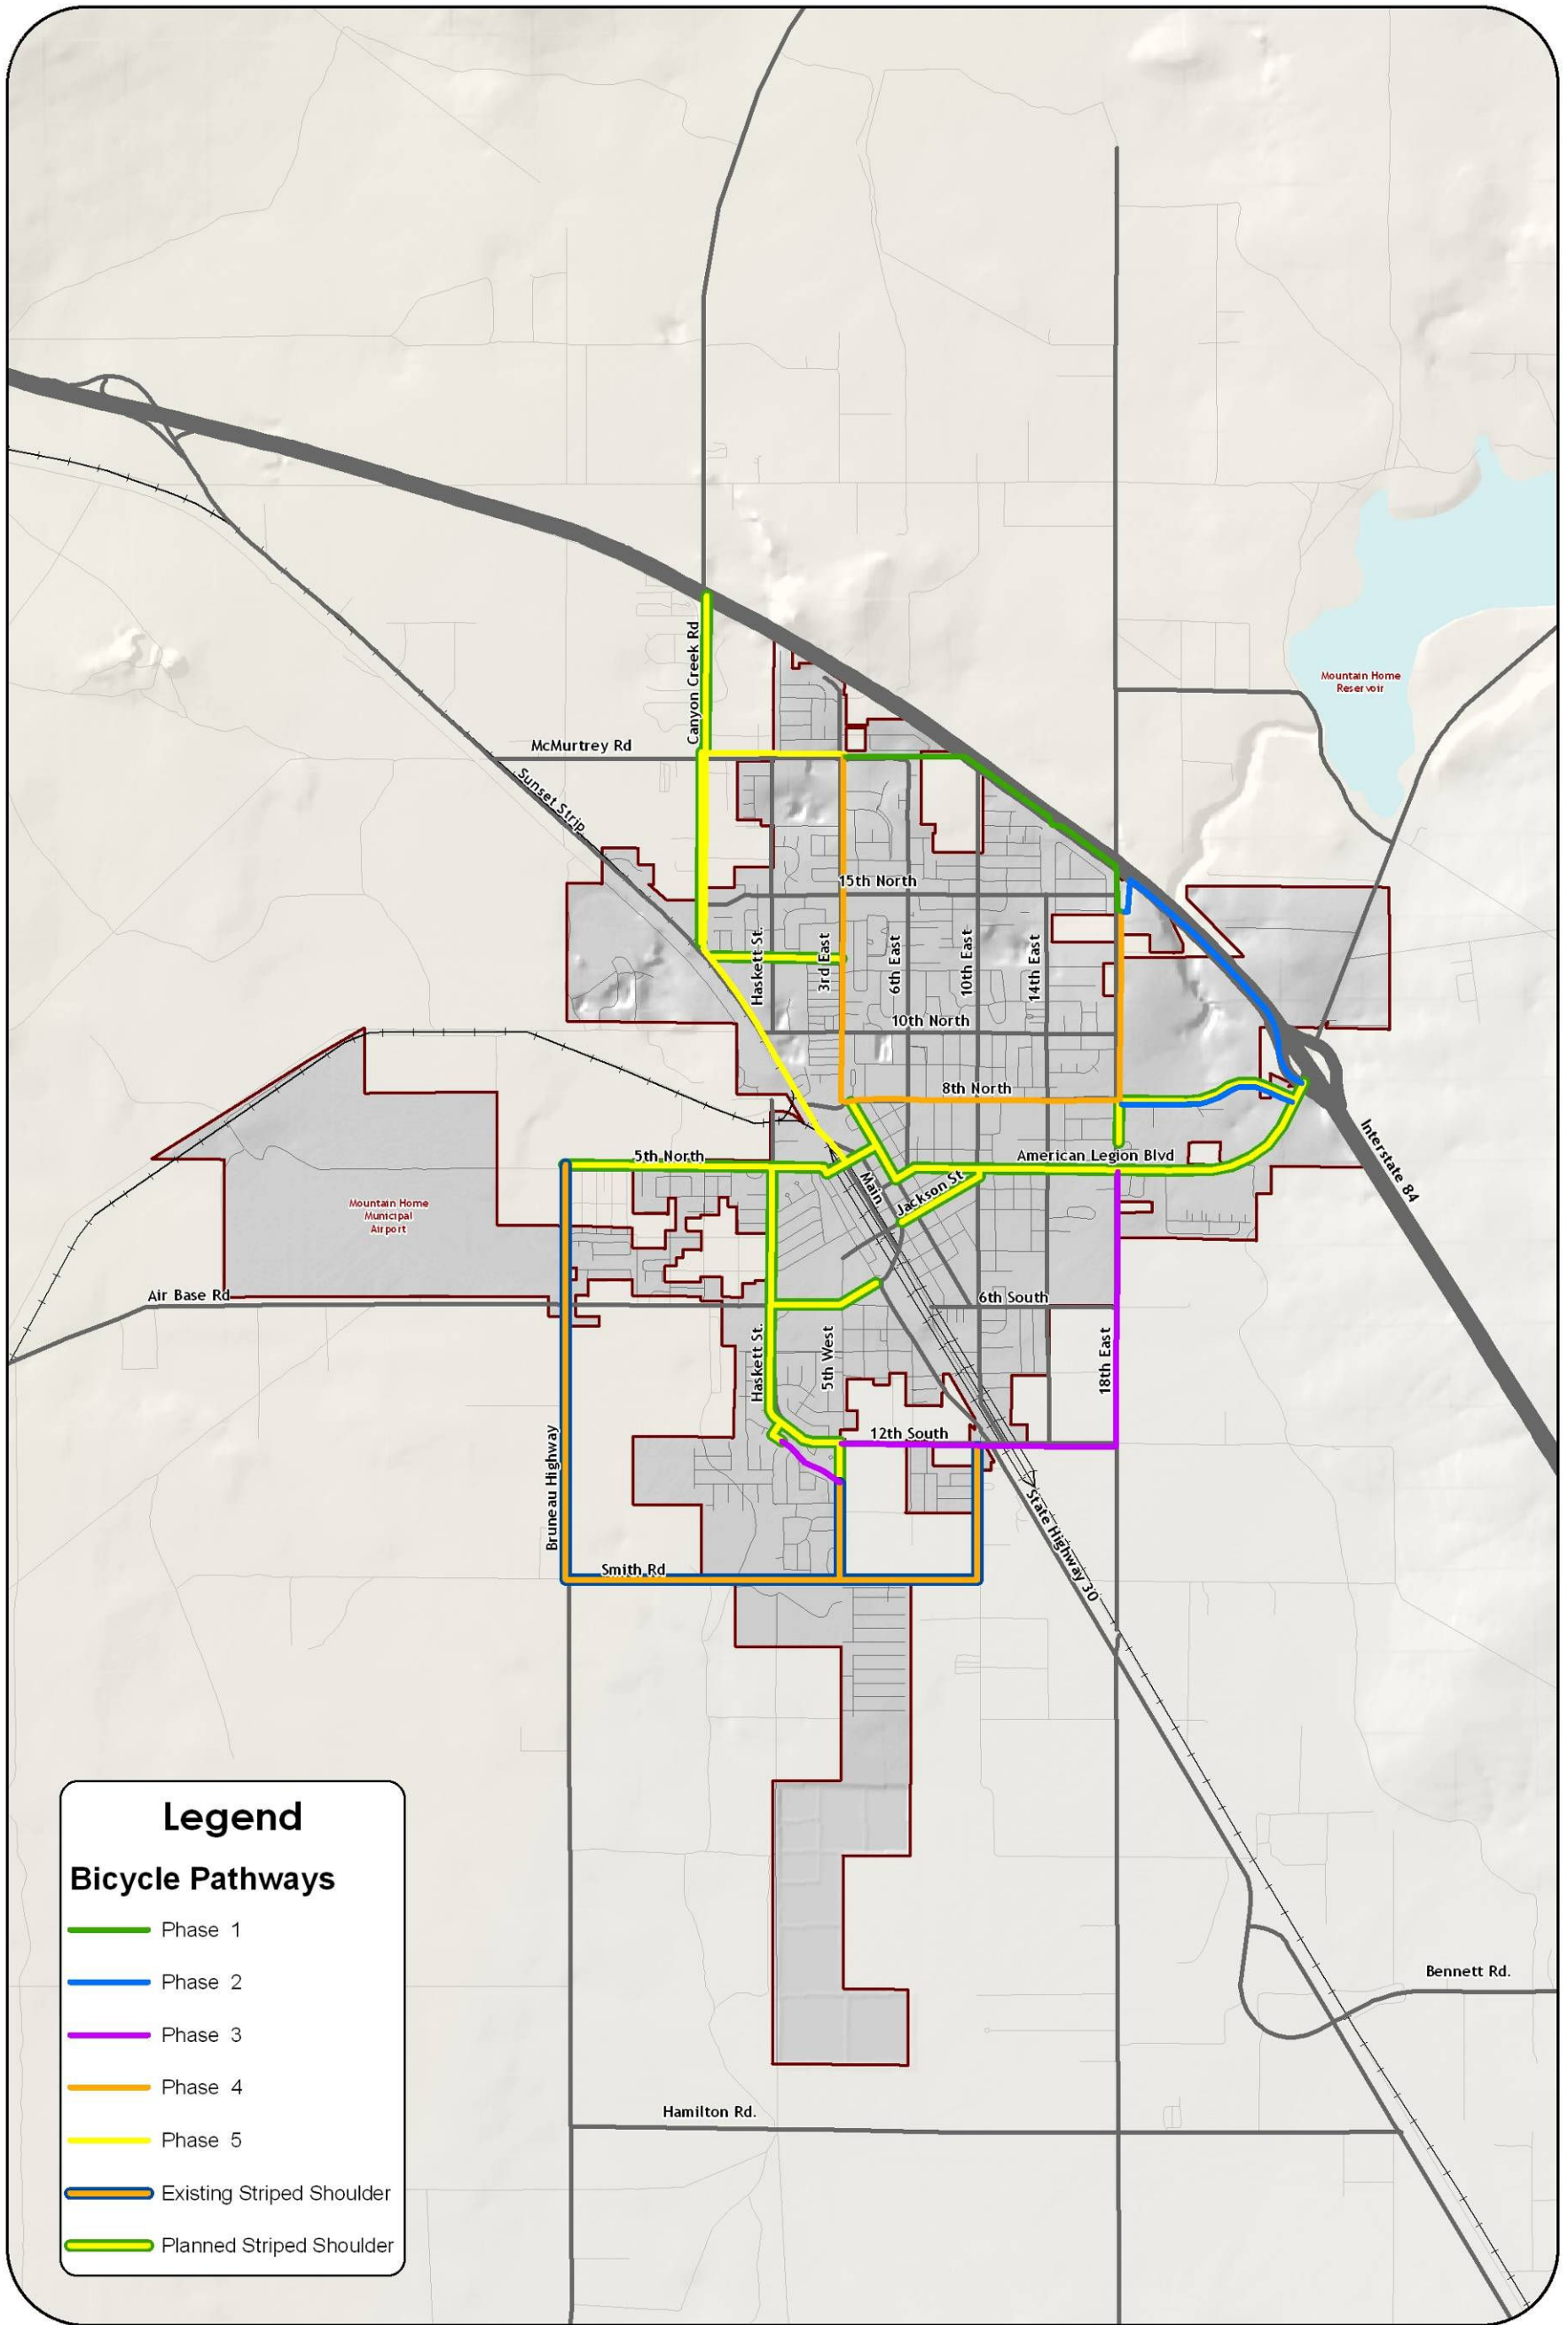 Canyon Creek Rd
Mountain Home
Reservoir
McMurtrey Rd
Sunset Strip
15th North
Haskett St.
3rd East
6th East
10th East
14th East
10th North
8th North
5th North
American Legion Blvd
Interstate 84
Main
Jackson St
Mountain Home
Municipal
Airport
Air Base Rd
6th South
Haskett St.
5th West
18th East
12th South
Bruneau Highway
Smith Rd
State Highway 30
Legend
Bicycle Pathways
Phase 1
Phase 2
Phase 3
Phase 4
Phase 5
Existing Striped Shoulder
Planned Striped Shoulder
Bennett Rd.
Hamilton Rd.